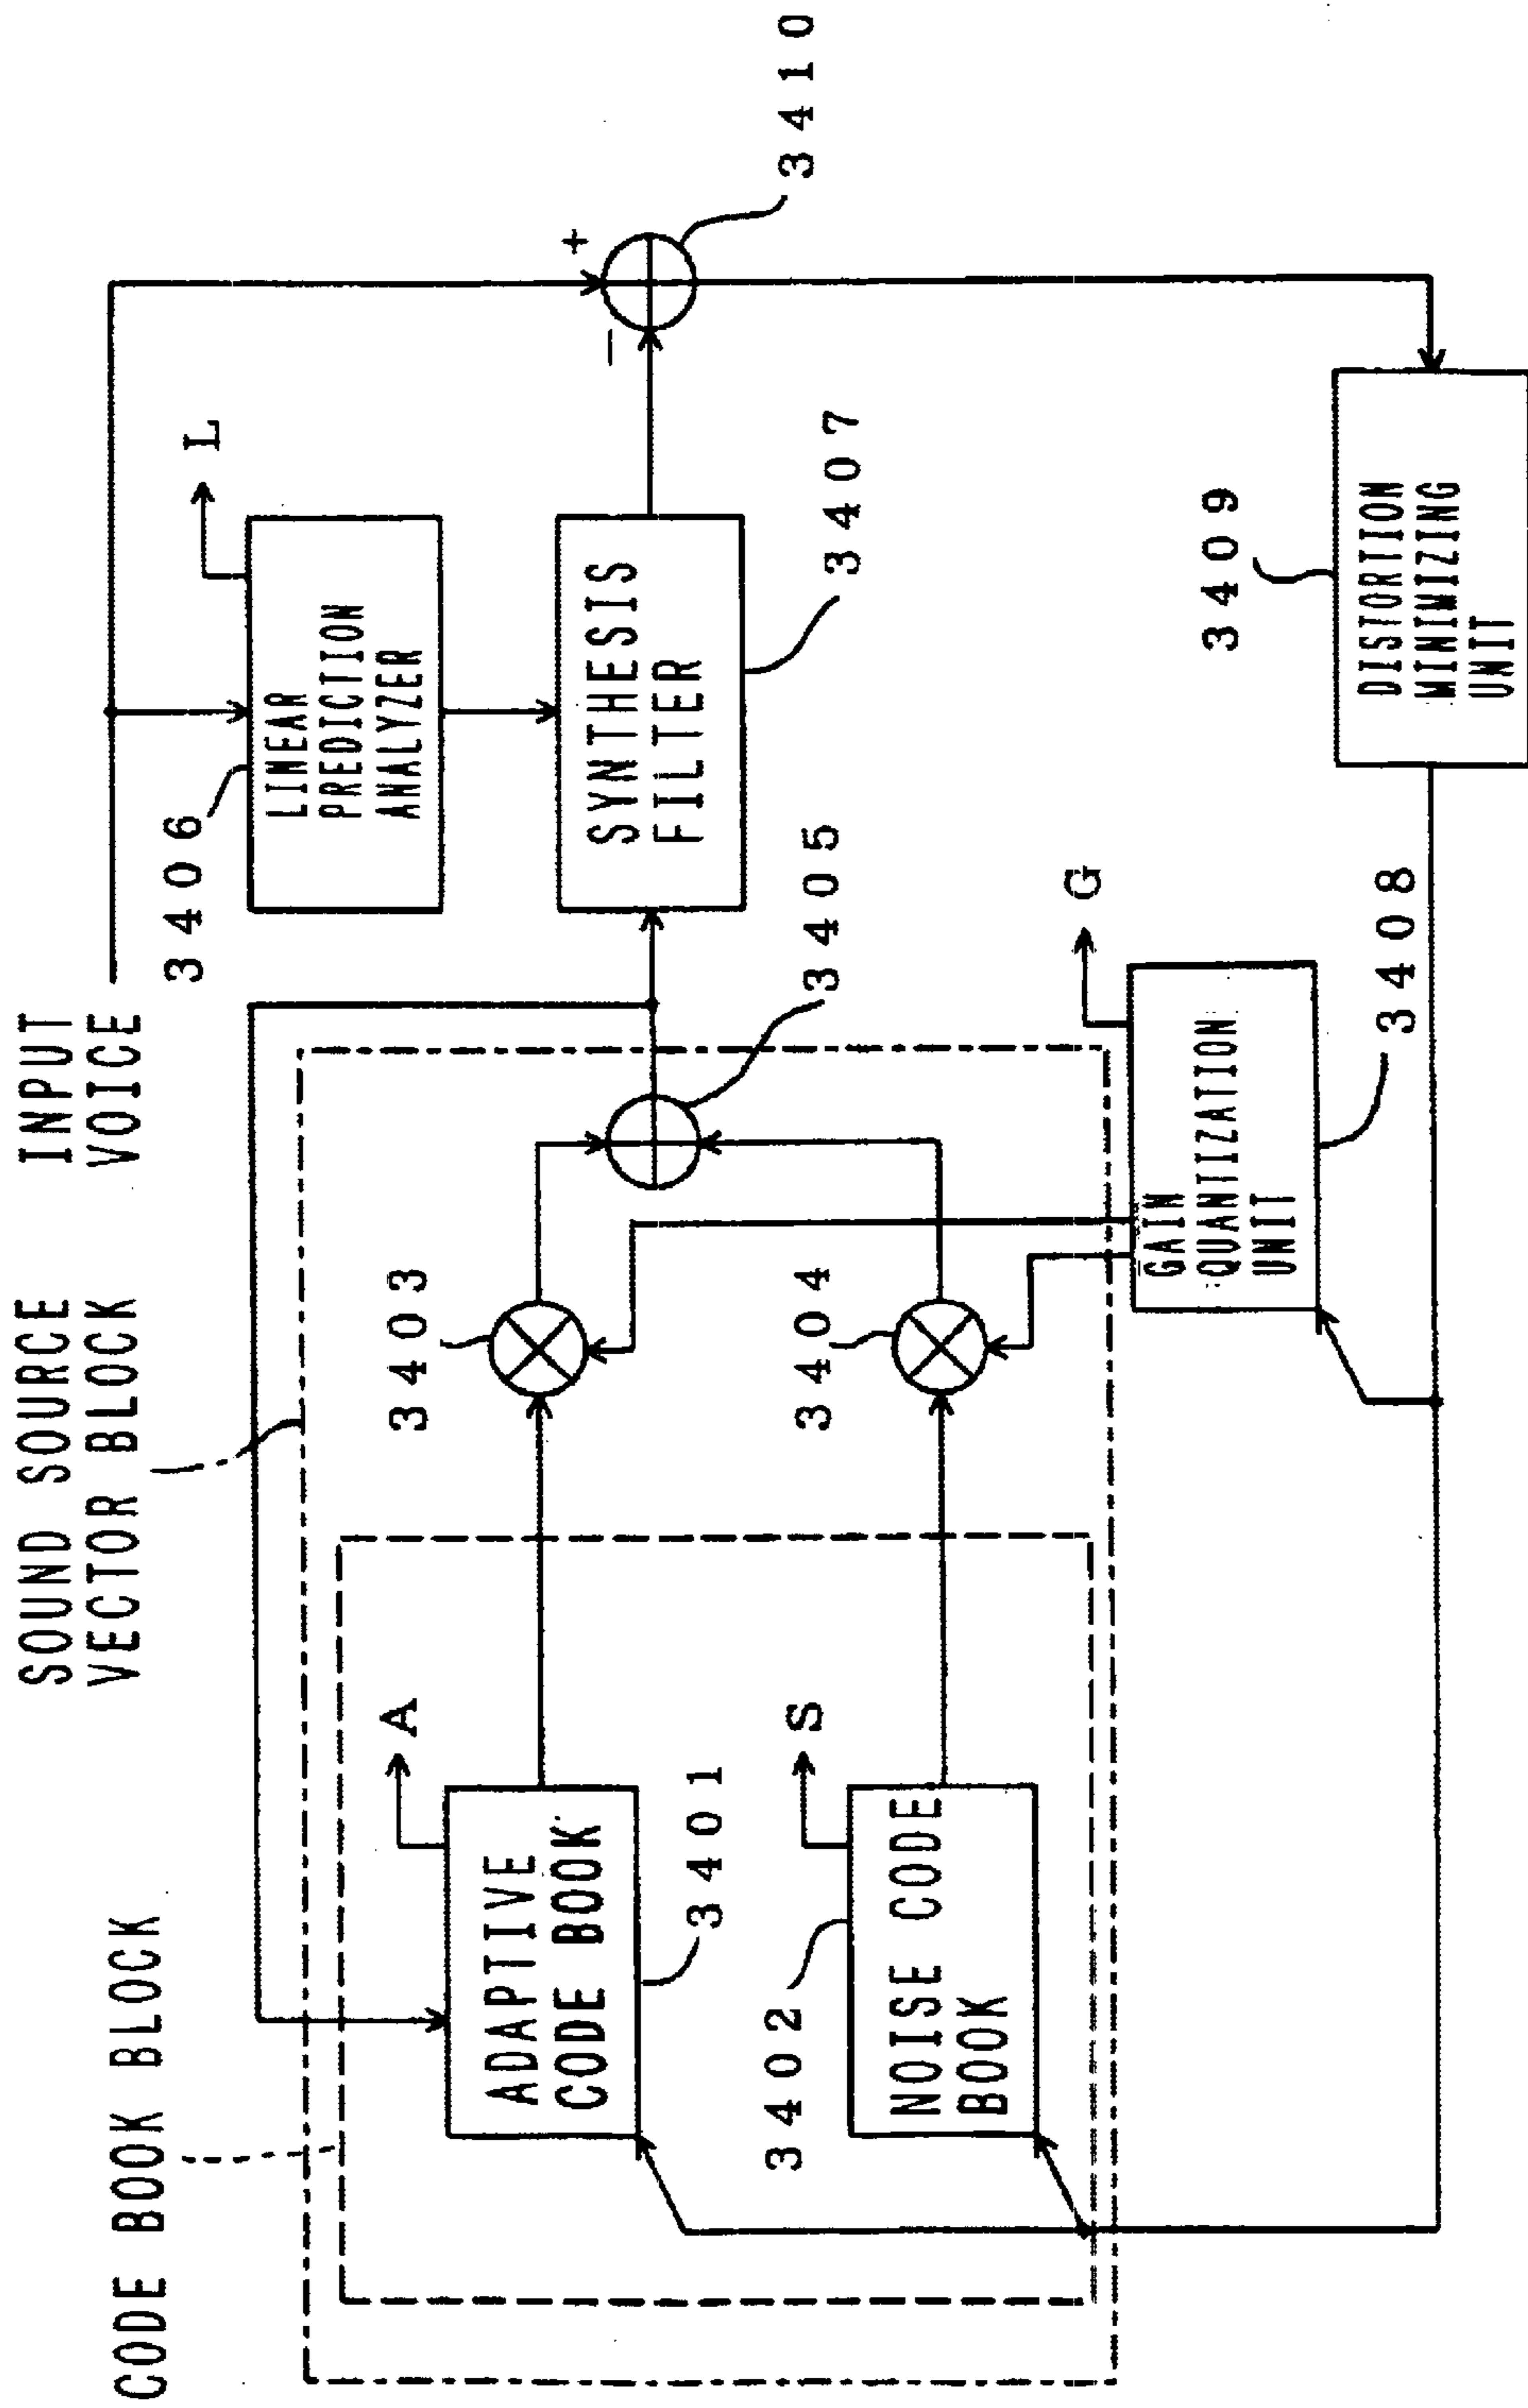 CODE BOOK BLOCK
SOUND SOURCE
VECTOR BLOCK
INPUT
VOICE
3406
LINEAR
PREDICTION
ANALYZER
L
A
ADAPTIVE
CODE BOOK
3401
3403
3405
SYNTHESIS
FILTER
3407
+
−
3410
3402
NOISE CODE
BOOK
S
3404
GAIN
QUANTIZATION
UNIT
G
3408
3409
DISTORTION
MINIMIZING
UNIT